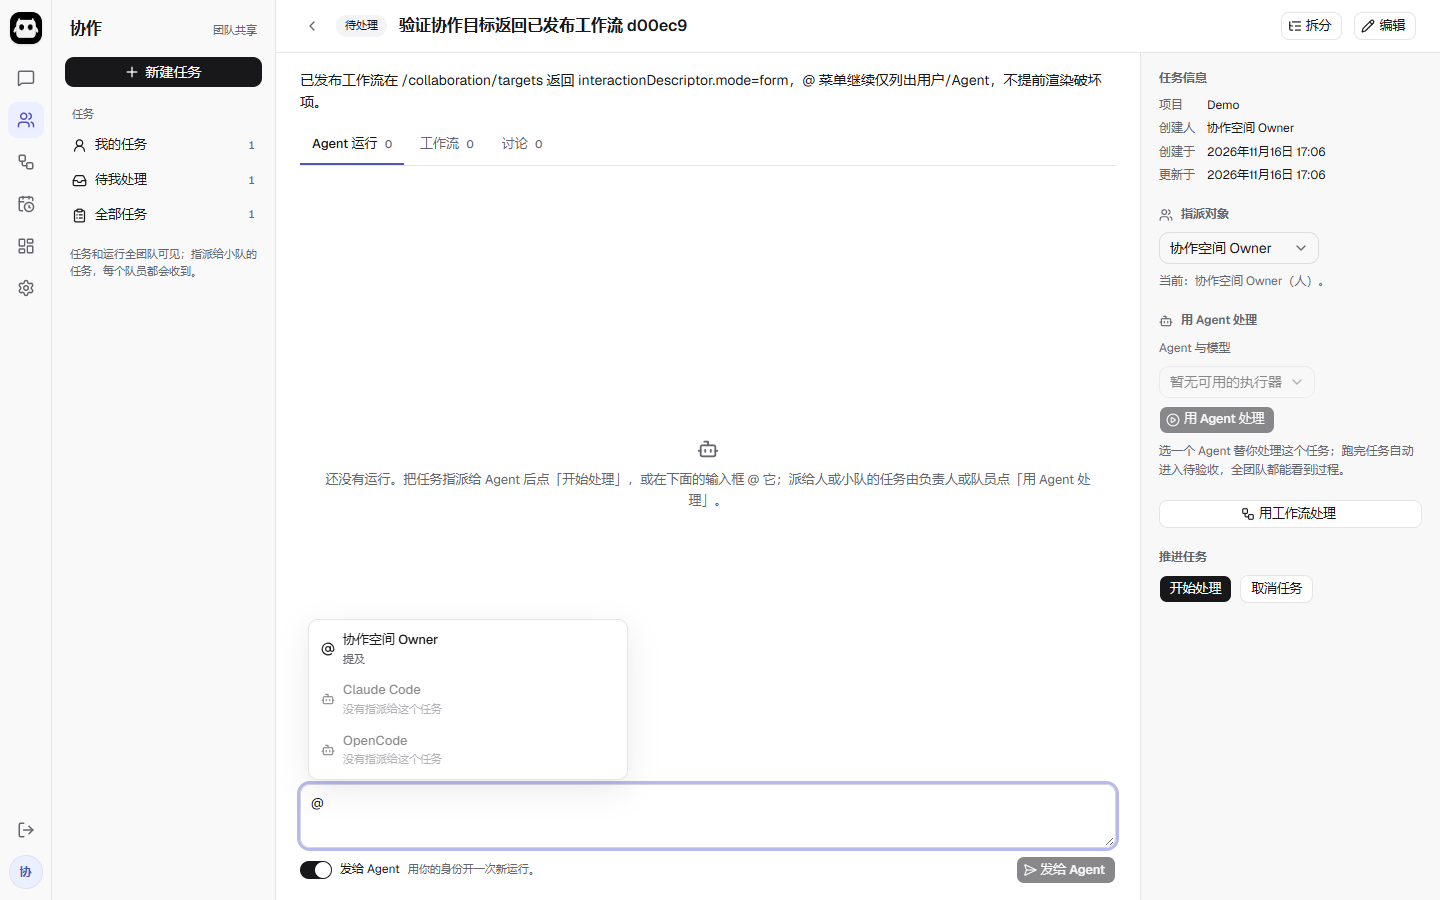 协作
团队共享
新建任务
任务
我的任务 1
待我处理 1
全部任务 1
任务和运行全团队可见；指派给小队的
任务，每个队员都会收到。
协
待处理
验证协作目标返回已发布工作流 d00ec9
拆分
编辑
已发布工作流在 /collaboration/targets 返回 interactionDescriptor.mode=form，@ 菜单继续仅列出用户/Agent，不提前渲染破坏
项。
Agent 运行 0
工作流 0
讨论 0
还没有运行。把任务指派给 Agent 后点「开始处理」，或在下面的输入框 @ 它；派给人或小队的任务由负责人或队员点「用 Agent 处
理」。
@
协作空间 Owner
提及
Claude Code
没有指派给这个任务
OpenCode
没有指派给这个任务
@
发给 Agent
用你的身份开一次新运行。
发给 Agent
任务信息
项目 Demo
创建人 协作空间 Owner
创建于 2026年11月16日 17:06
更新于 2026年11月16日 17:06
指派对象
协作空间 Owner
当前：协作空间 Owner（人）。
用 Agent 处理
Agent 与模型
暂无可用的执行器
用 Agent 处理
选一个 Agent 替你处理这个任务；跑完任务自动
进入待验收，全团队都能看到过程。
用工作流处理
推进任务
开始处理
取消任务